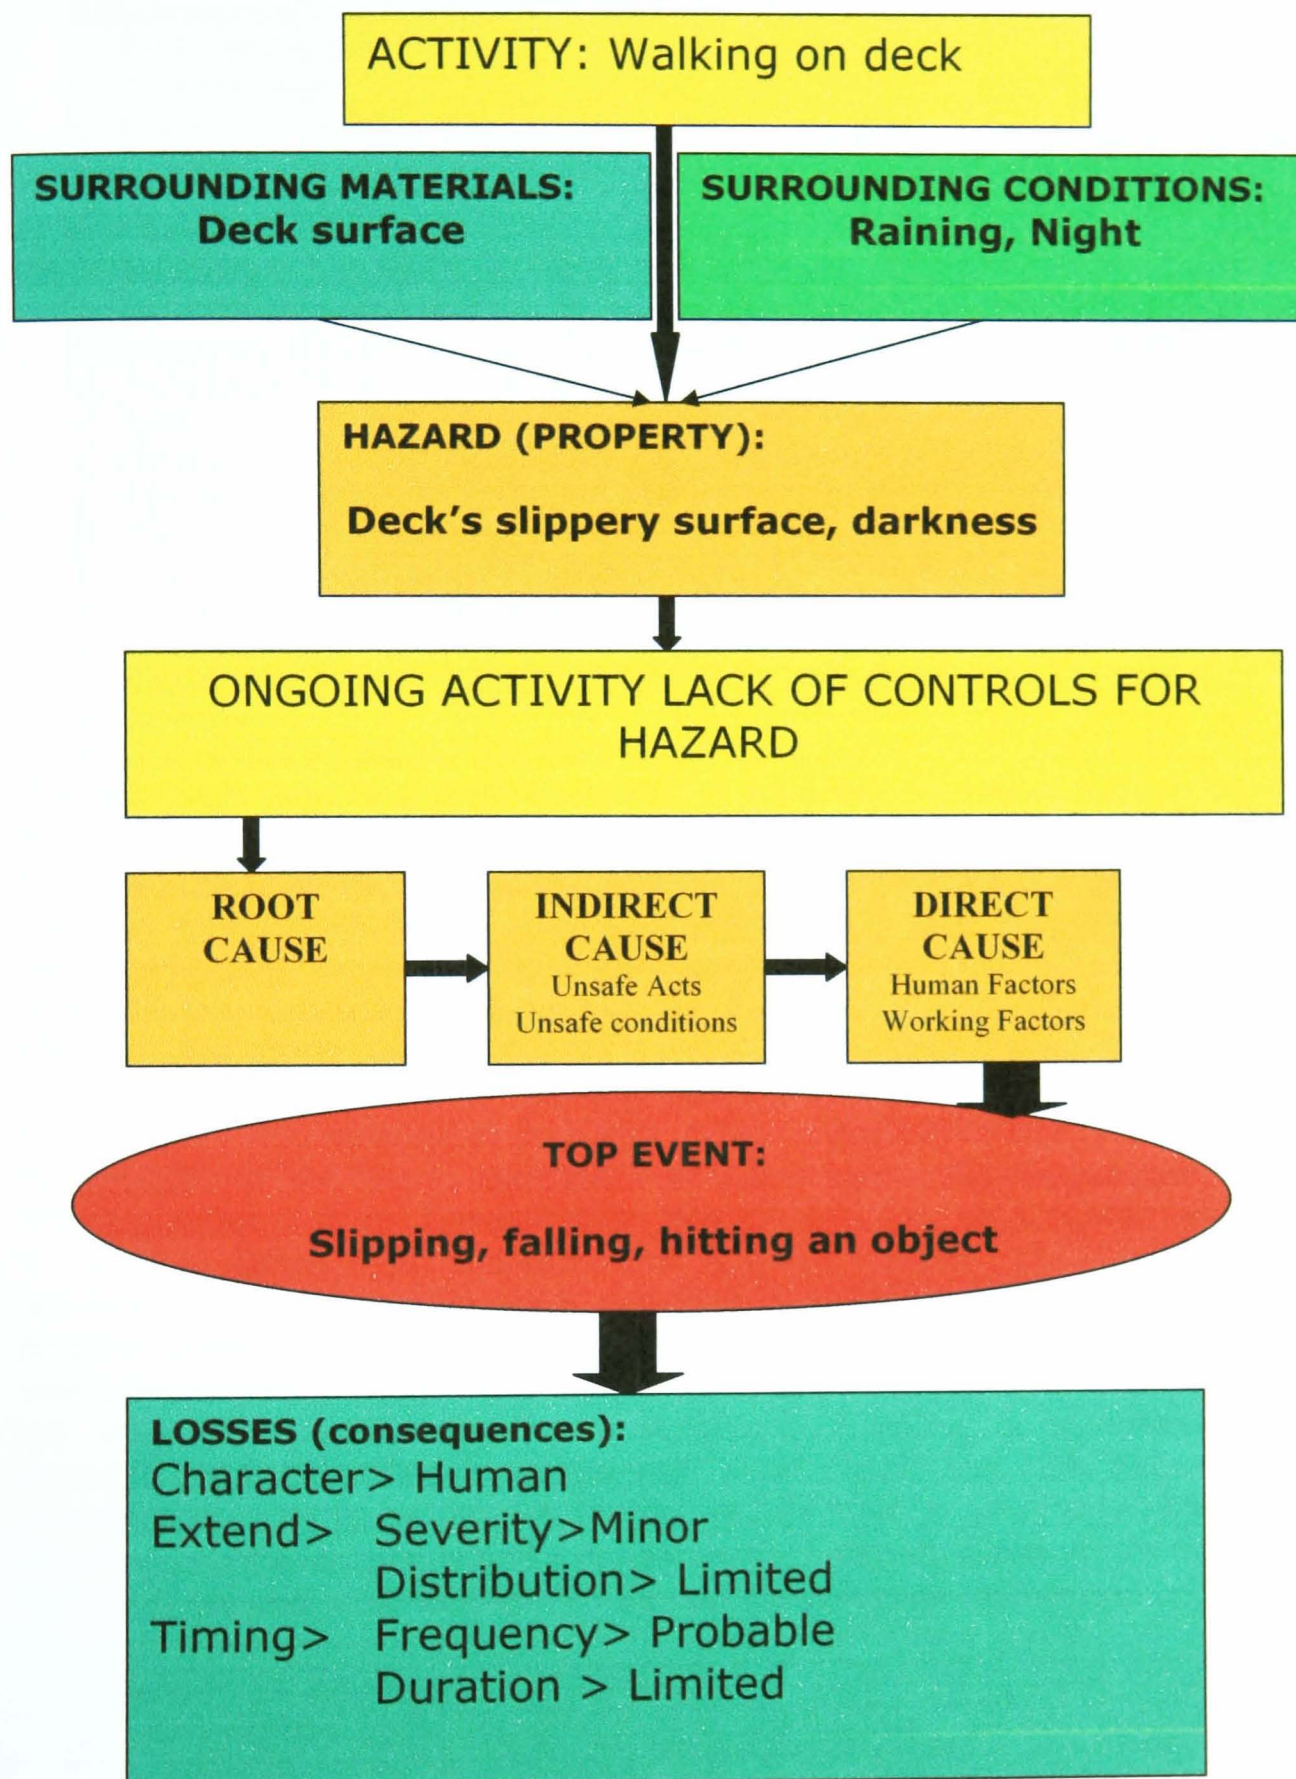 ACTIVITY: Walking on deck
SURROUNDING MATERIALS:
Deck surface
SURROUNDING CONDITIONS:
Raining, Night
HAZARD (PROPERTY):
Deck’s slippery surface, darkness
ONGOING ACTIVITY LACK OF CONTROLS FOR
HAZARD
ROOT
CAUSE
INDIRECT
CAUSE
Unsafe Acts
Unsafe conditions
DIRECT
CAUSE
Human Factors
Working Factors
TOP EVENT:
Slipping, falling, hitting an object
LOSSES (consequences):
Character> Human
Extend> Severity>Minor
Distribution> Limited
Timing> Frequency> Probable
Duration > Limited